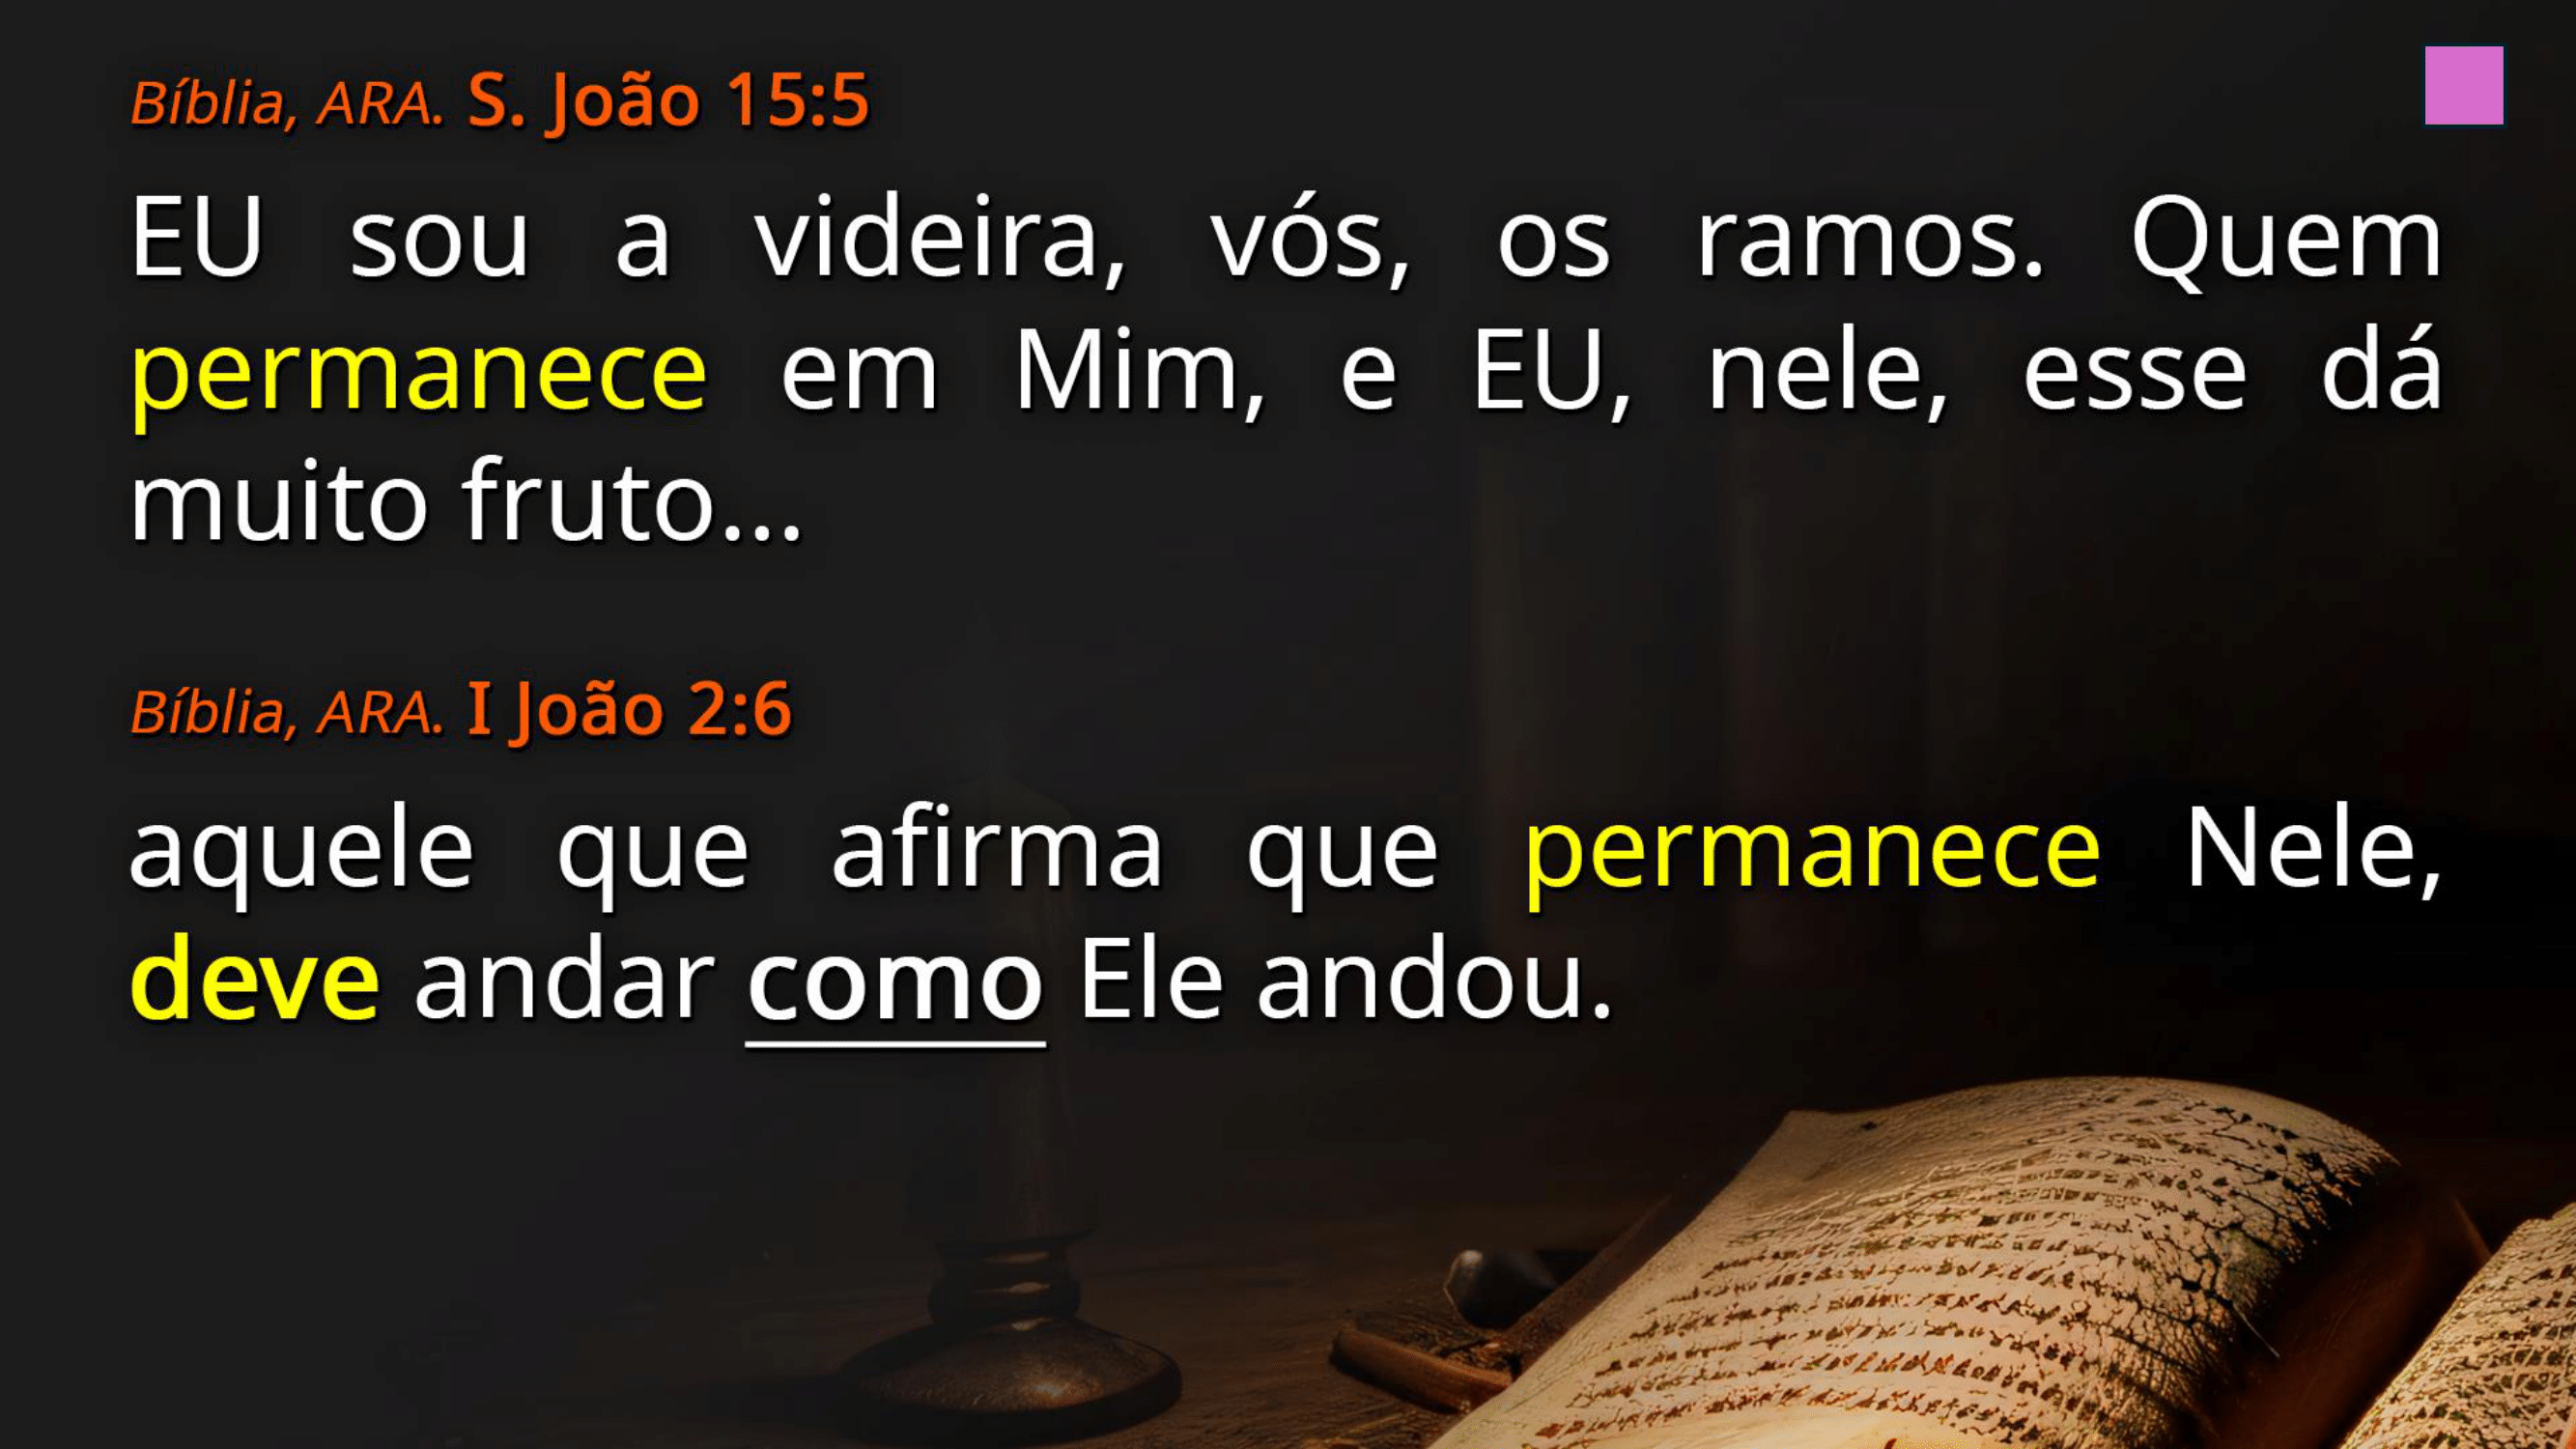 Bíblia, ARA. S. João 15:5
EU sou a videira, vós, os ramos. Quem
permanece em Mim, e EU, nele, esse dá
muito fruto...
Bíblia, ARA. I João 2:6
aquele que afirma que permanece Nele,
deve andar como Ele andou.